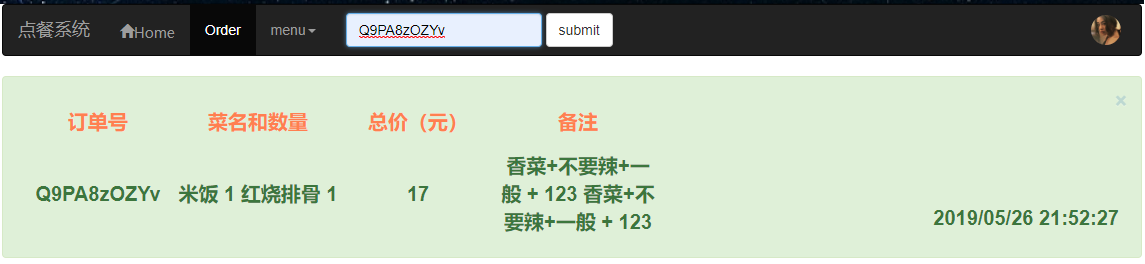 点餐系统 Home Order menu Q9PA8zOZYv submit
×
订单号 菜名和数量 总价（元） 备注
香菜+不要辣+一
Q9PA8zOZYv 米饭 1 红烧排骨 1 17 般 + 123 香菜+不
要辣+一般 + 123
2019/05/26 21:52:27